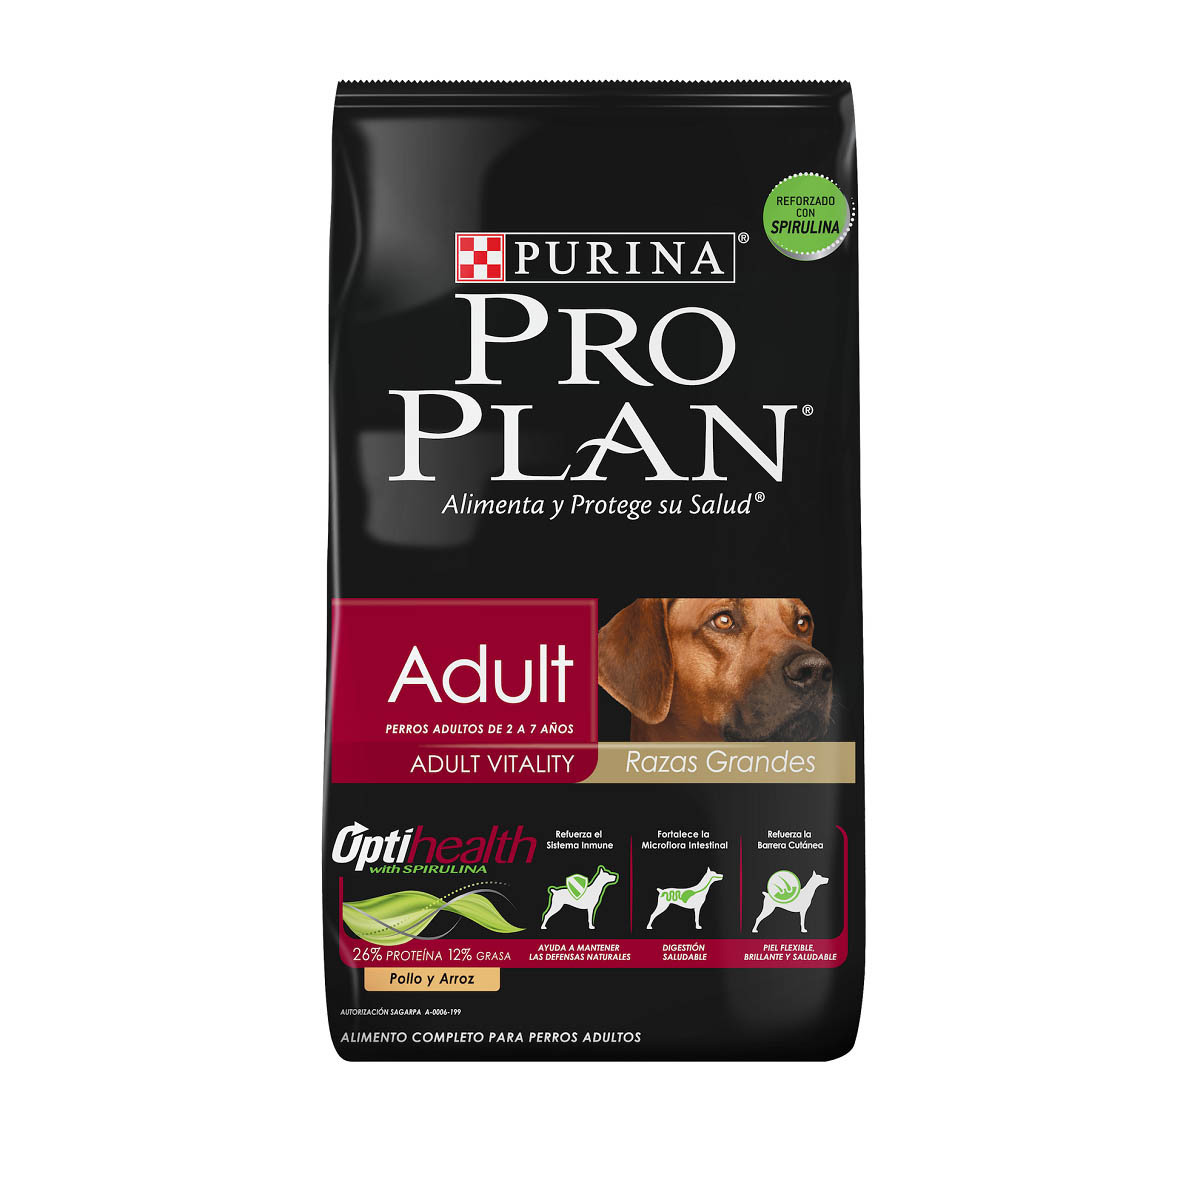 REFORZADO
CON
SPIRULINA
PURINA®
PRO
PLAN®
Alimenta y Protege su Salud®
Adult
PERROS ADULTOS DE 2 A 7 AÑOS
ADULT VITALITY
Razas Grandes
Optihealth
with SPIRULINA
Refuerza el
Sistema Inmune
Fortalece la
Microflora Intestinal
Refuerza la
Barrera Cutánea
26% PROTEÍNA 12% GRASA
AYUDA A MANTENER
LAS DEFENSAS NATURALES
DIGESTIÓN
SALUDABLE
PIEL FLEXIBLE,
BRILLANTE Y SALUDABLE
Pollo y Arroz
AUTORIZACIÓN SAGARPA A-0006-199
ALIMENTO COMPLETO PARA PERROS ADULTOS